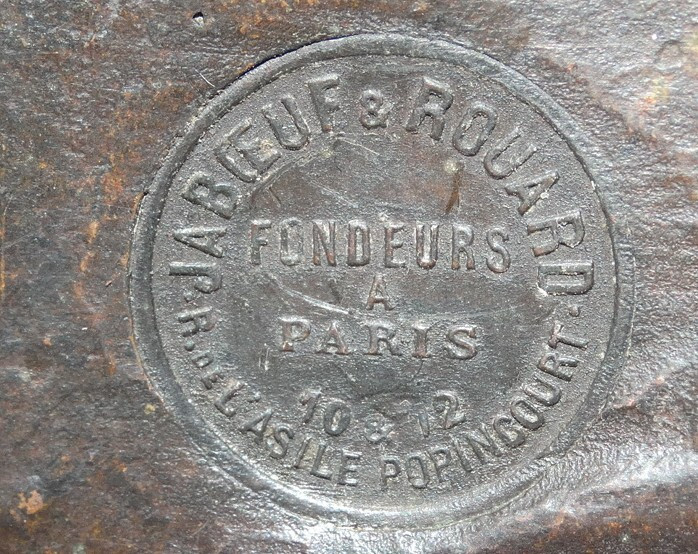 JABŒUF & ROUARD
FONDEURS
A
PARIS
10 & 12
R. DE L'ASILE POPINCOURT